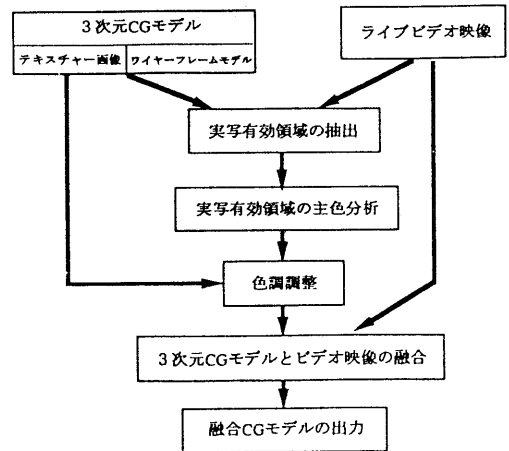 3次元CGモデル
テキスチャー画像
ワイヤーフレームモデル
ライブビデオ映像
実写有効領域の抽出
実写有効領域の主色分析
色調調整
3次元CGモデルとビデオ映像の融合
融合CGモデルの出力